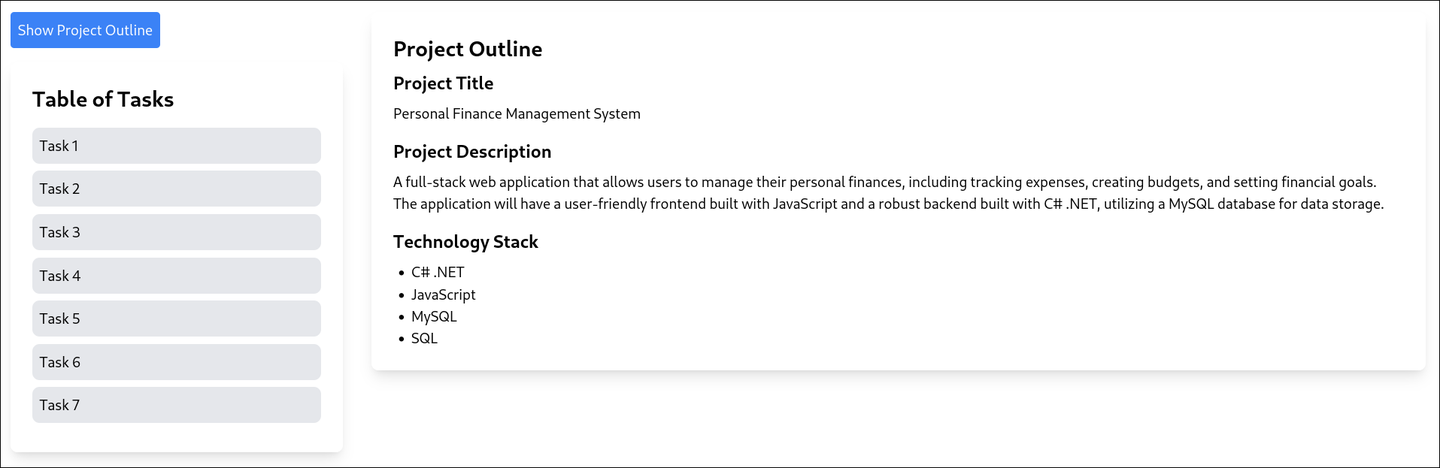 Show Project Outline
Table of Tasks
Task 1
Task 2
Task 3
Task 4
Task 5
Task 6
Task 7
Project Outline
Project Title
Personal Finance Management System
Project Description
A full-stack web application that allows users to manage their personal finances, including tracking expenses, creating budgets, and setting financial goals.
The application will have a user-friendly frontend built with JavaScript and a robust backend built with C# .NET, utilizing a MySQL database for data storage.
Technology Stack
• C# .NET
• JavaScript
• MySQL
• SQL